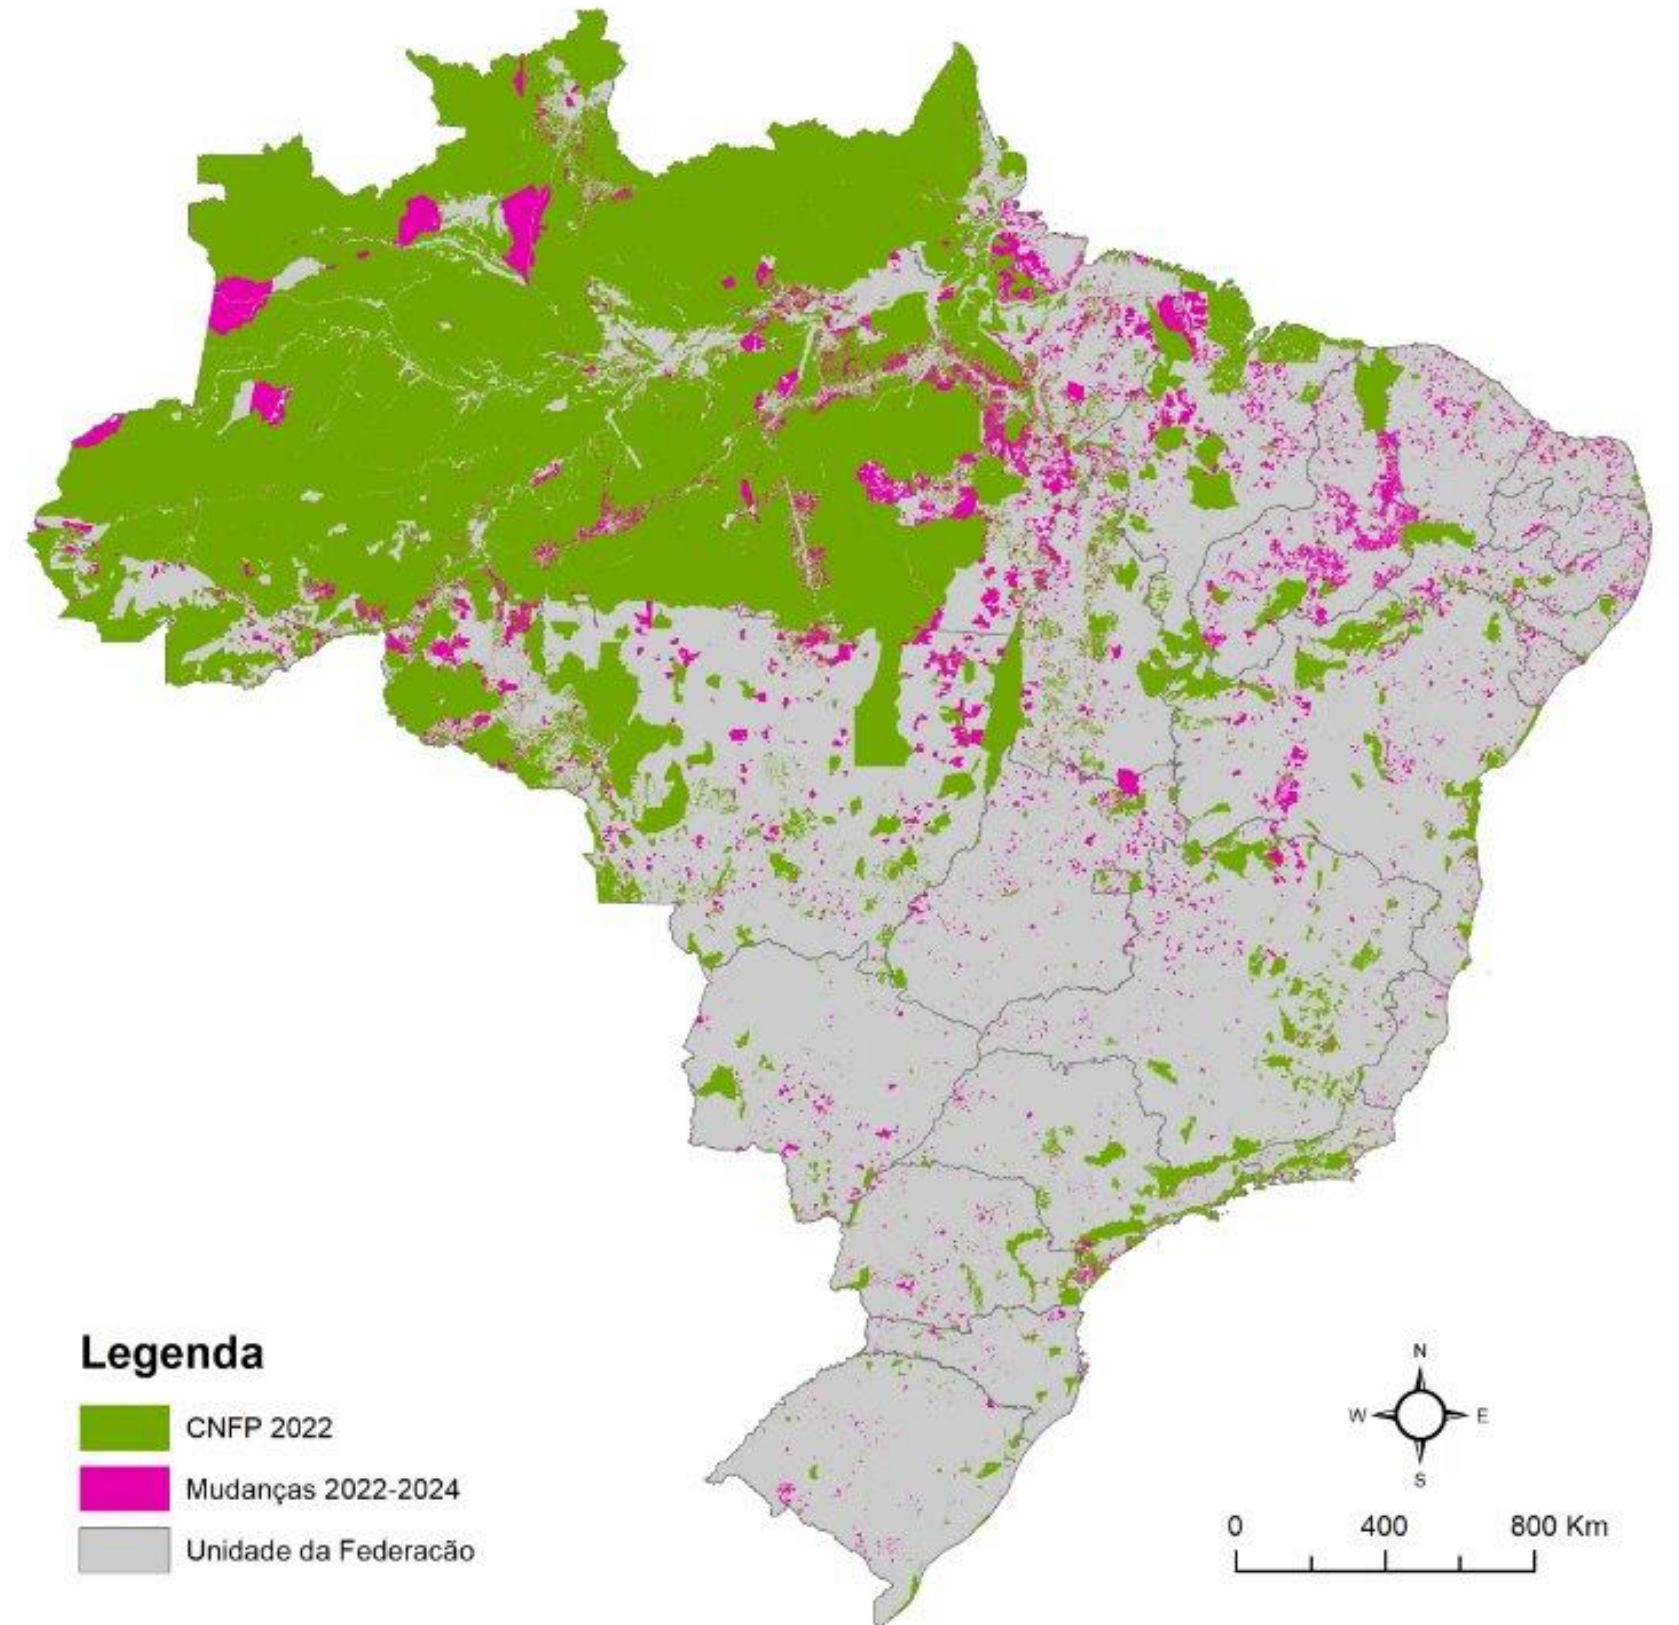 Legenda
CNFP 2022
Mudanças 2022-2024
Unidade da Federacão
N
W
E
S
0
400
800 Km